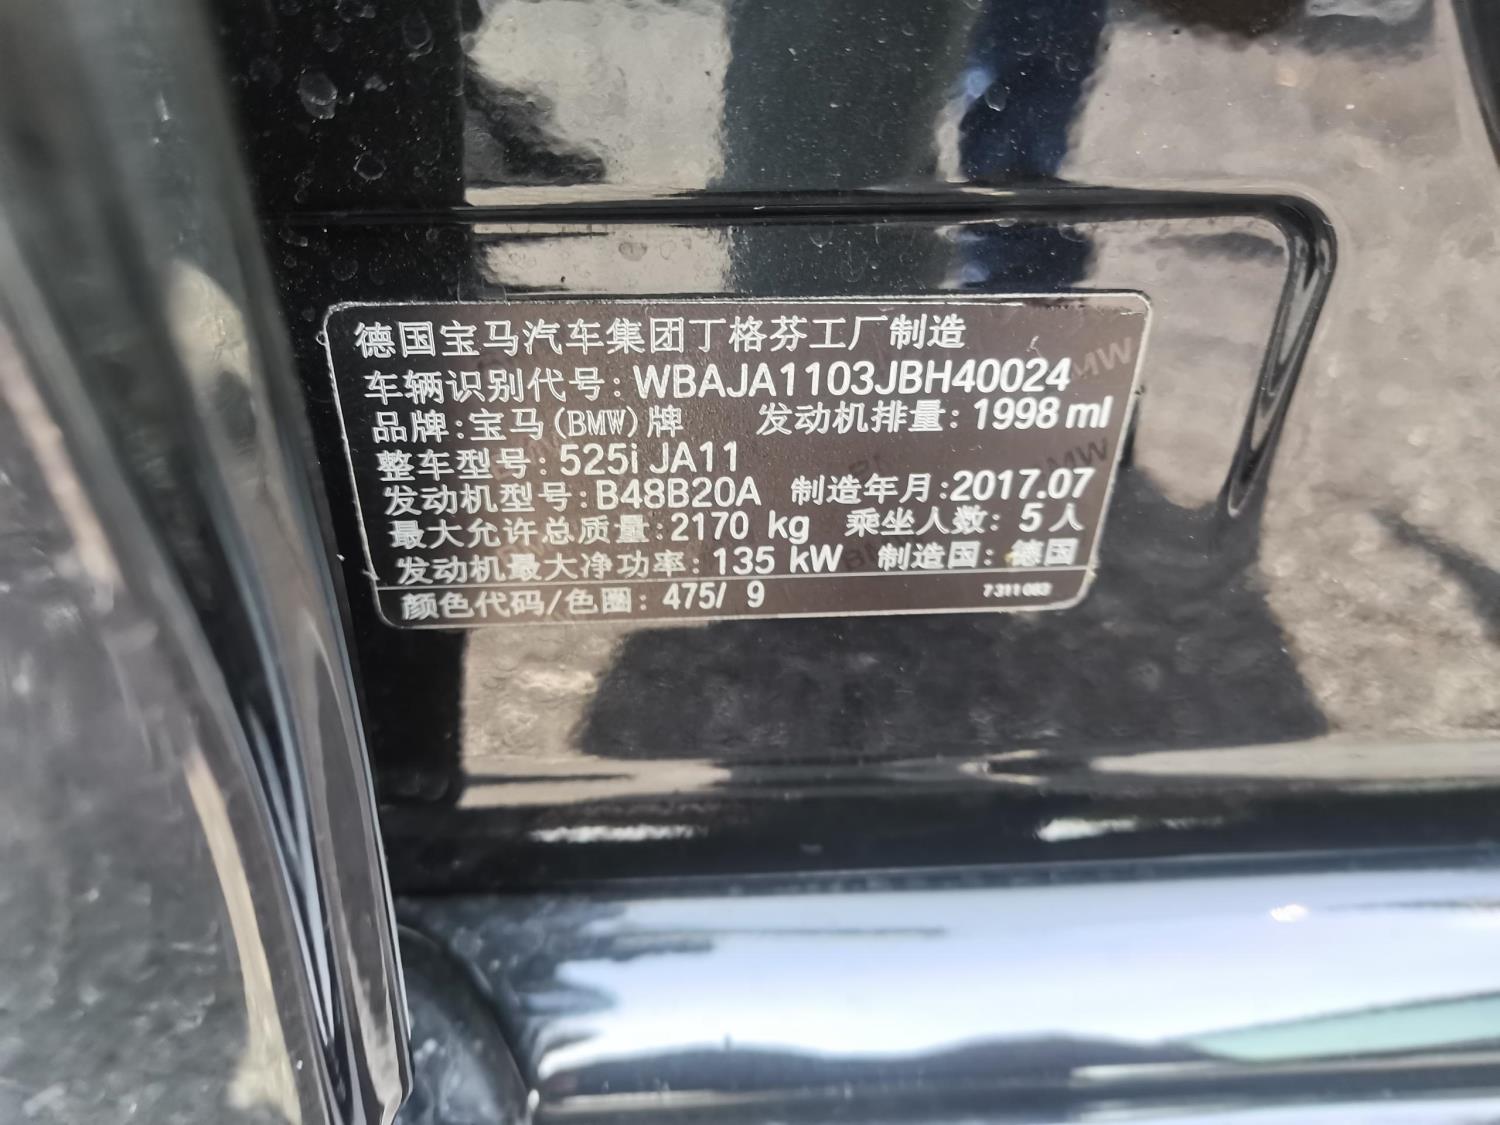 德国宝马汽车集团丁格芬工厂制造
车辆识别代号: WBAJA1103JBH40024
品牌:宝马(BMW)牌 发动机排量: 1998 ml
整车型号: 525i JA11
发动机型号: B48B20A 制造年月:2017.07
最大允许总质量:2170 kg 乘坐人数: 5人
发动机最大净功率: 135 kW 制造国: 德国
颜色代码/色圈: 475/ 9 7311083